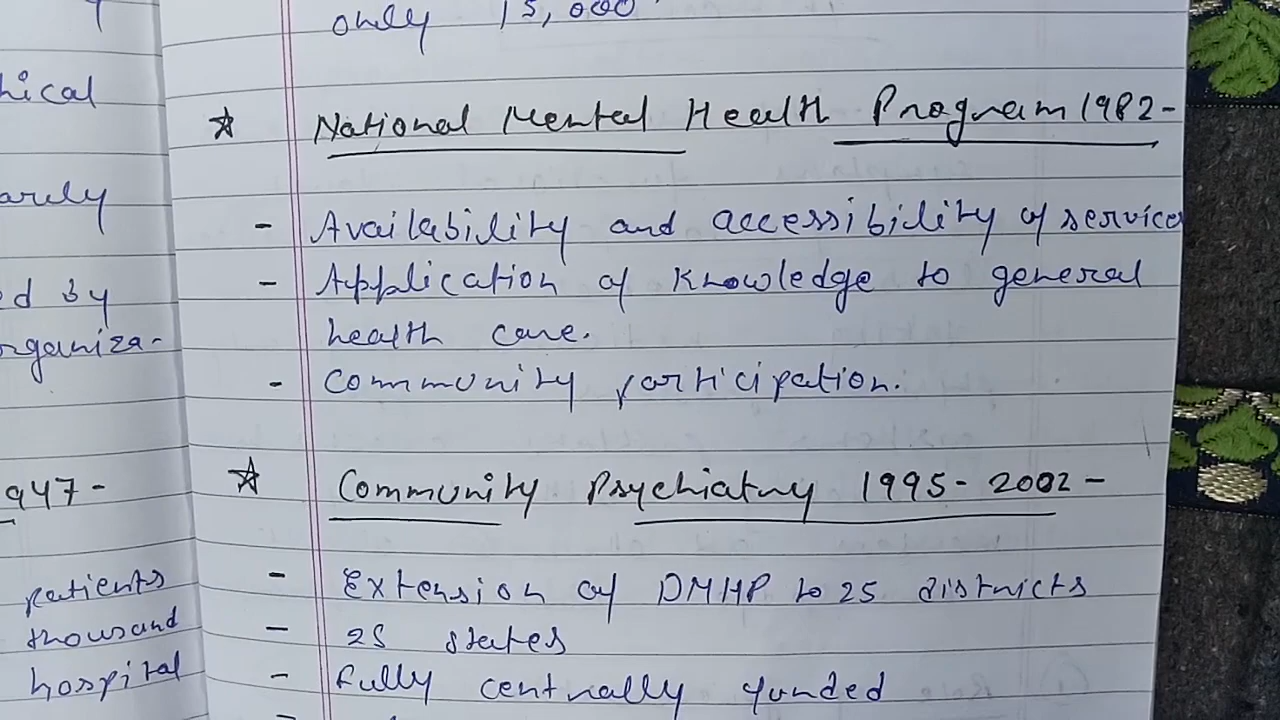 hical
arely
d by
rganiza-
947-
patients
thousand
hospital
only 15,000
☆ National Mental Health Program 1982-
- Availability and accessibility of service
- Application of knowledge to general
health care.
- Community participation.
☆ Community Psychiatry 1995-2002-
- Extension of DMHP to 25 districts
- 25 states
- fully centrally funded